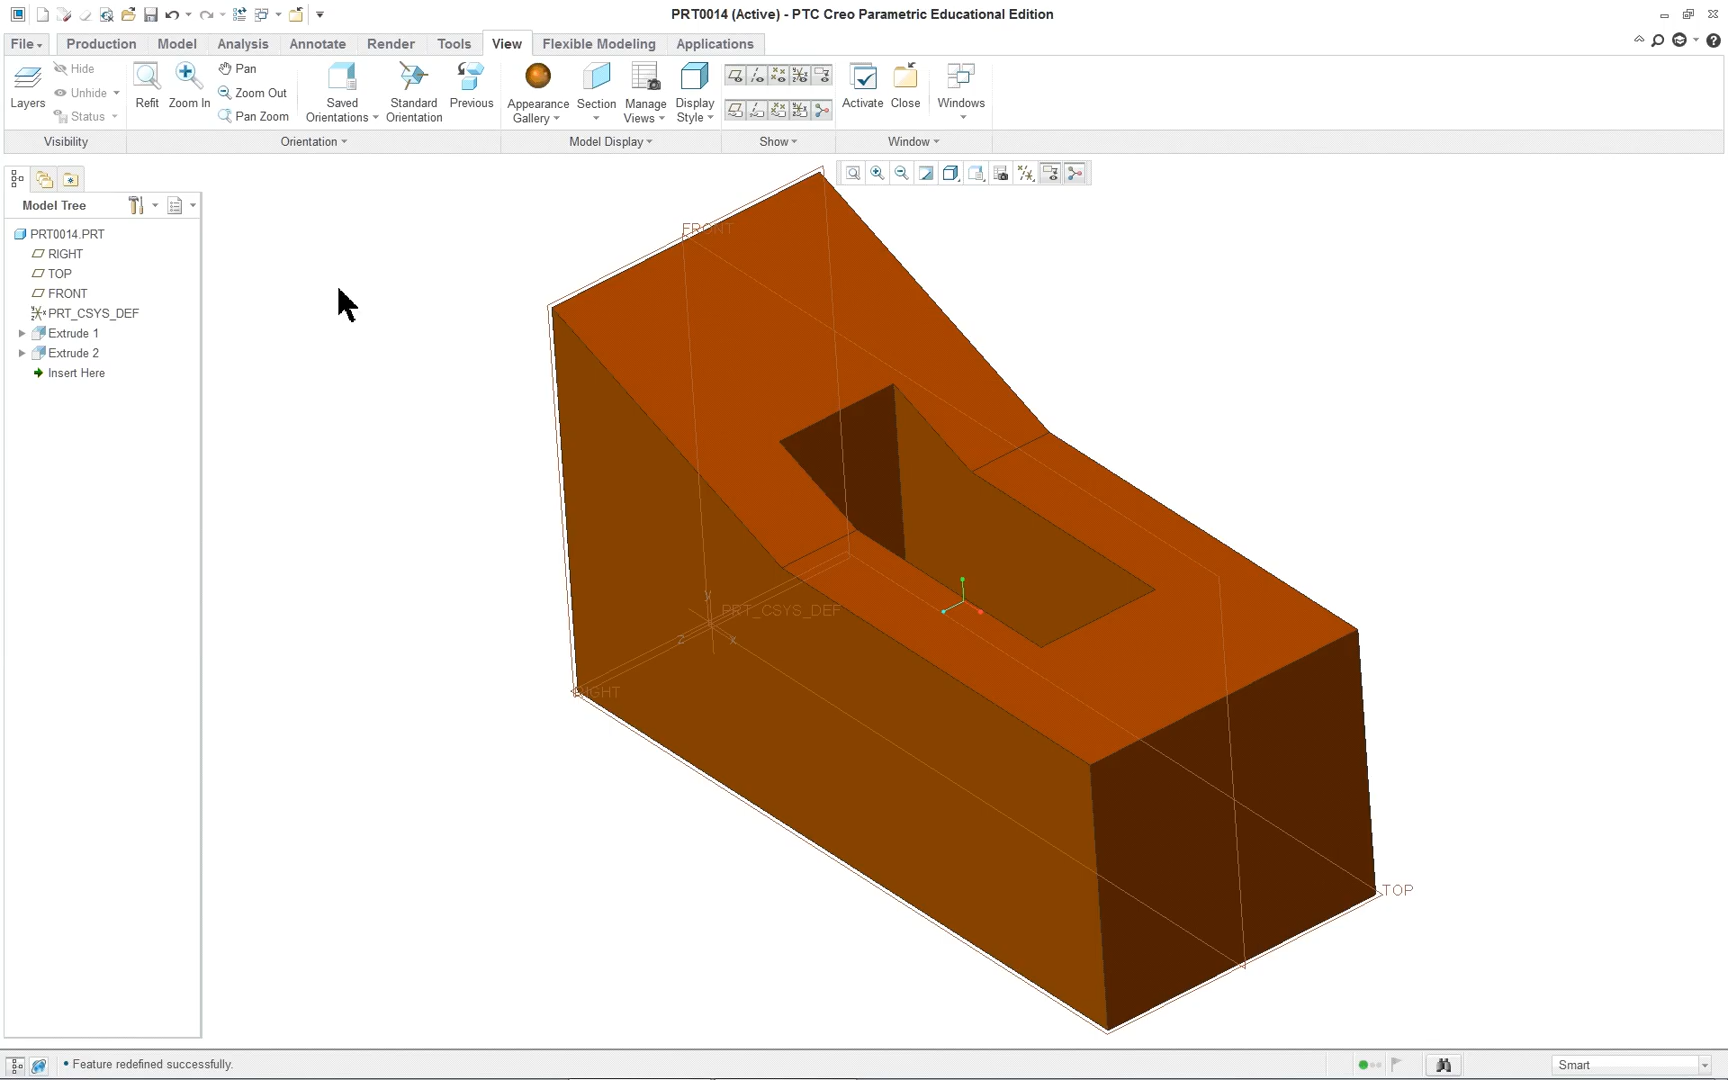 PRT0014 (Active) - PTC Creo Parametric Educational Edition
File Production Model Analysis Annotate Render Tools View Flexible Modeling Applications
Layers
Hide
Unhide
Status
Refit
Zoom In
Pan
Zoom Out
Pan Zoom
Saved Orientations
Standard Orientation
Previous
Appearance Gallery
Section
Manage Views
Display Style
Activate
Close
Windows
Visibility Orientation Model Display Show Window
Model Tree
PRT0014.PRT
RIGHT
TOP
FRONT
PRT_CSYS_DEF
Extrude 1
Extrude 2
Insert Here
FRONT
y
PRT_CSYS_DEF
z
x
RIGHT
TOP
• Feature redefined successfully.
Smart